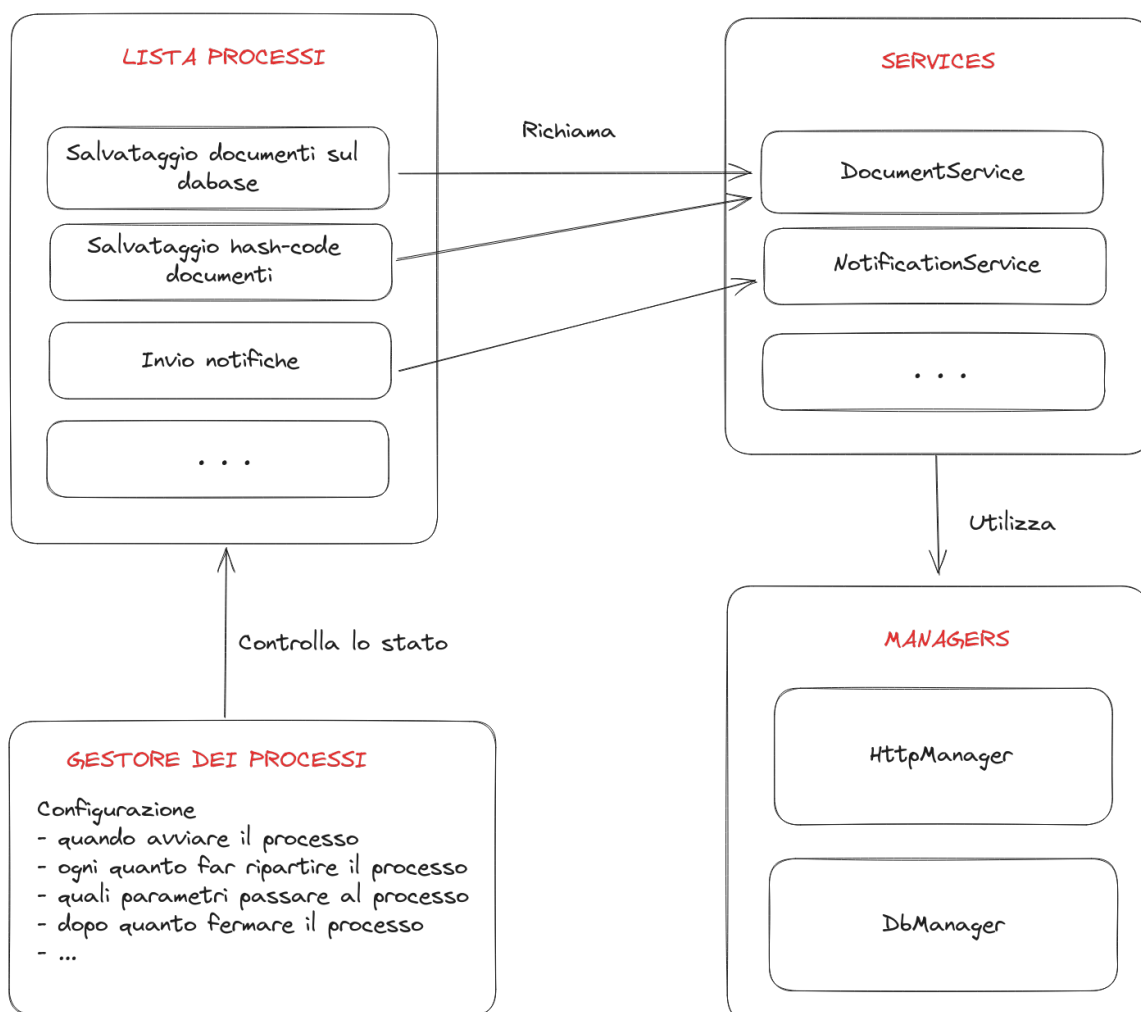 LISTA PROCESSI
Salvataggio documenti sul
dabase
Salvataggio hash-code
documenti
Invio notifiche
. . .
Richiama
SERVICES
DocumentService
NotificationService
. . .
Utilizza
MANAGERS
HttpManager
DbManager
Controlla lo stato
GESTORE DEI PROCESSI
Configurazione
- quando avviare il processo
- ogni quanto far ripartire il processo
- quali parametri passare al processo
- dopo quanto fermare il processo
- ...